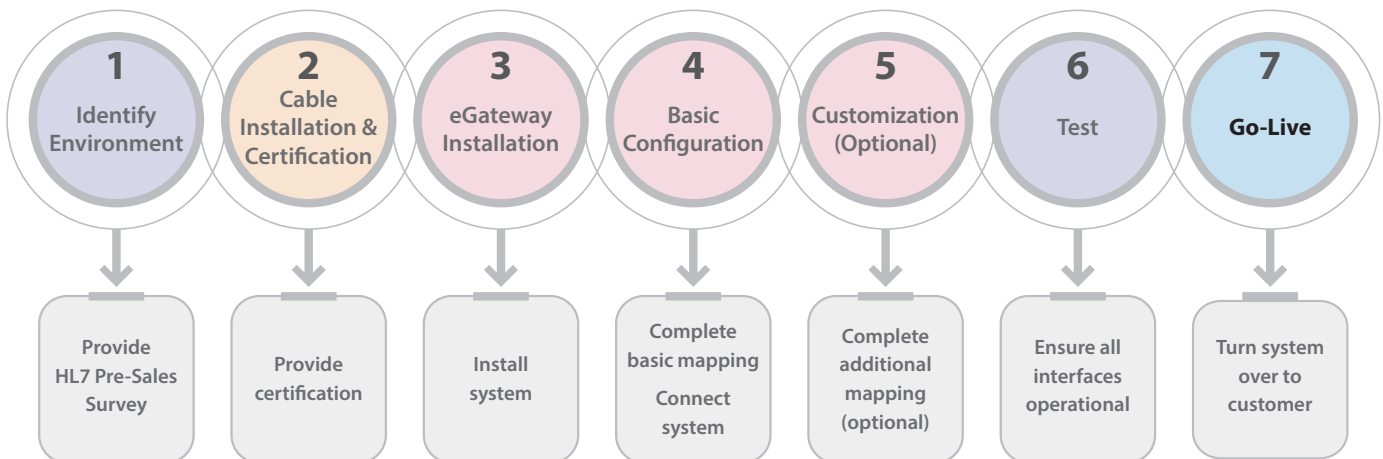 1
Identify
Environment
2
Cable
Installation &
Certification
3
eGateway
Installation
4
Basic
Configuration
5
Customization
(Optional)
6
Test
7
Go-Live
Provide
HL7 Pre-Sales
Survey
Provide
certification
Install
system
Complete
basic mapping
Connect
system
Complete
additional
mapping
(optional)
Ensure all
interfaces
operational
Turn system
over to
customer